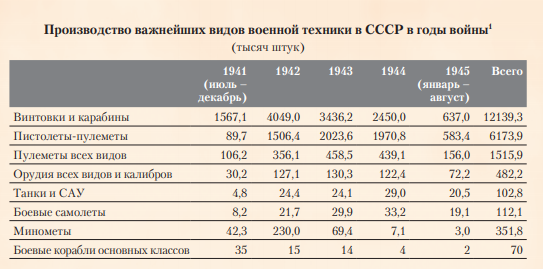 Производство важнейших видов военной техники в СССР в годы войны¹
(тысяч штук)
1941 (июль – декабрь) 1942 1943 1944 1945 (январь – август) Всего
Винтовки и карабины 1567,1 4049,0 3436,2 2450,0 637,0 12139,3
Пистолеты-пулеметы 89,7 1506,4 2023,6 1970,8 583,4 6173,9
Пулеметы всех видов 106,2 356,1 458,5 439,1 156,0 1515,9
Орудия всех видов и калибров 30,2 127,1 130,3 122,4 72,2 482,2
Танки и САУ 4,8 24,4 24,1 29,0 20,5 102,8
Боевые самолеты 8,2 21,7 29,9 33,2 19,1 112,1
Минометы 42,3 230,0 69,4 7,1 3,0 351,8
Боевые корабли основных классов 35 15 14 4 2 70